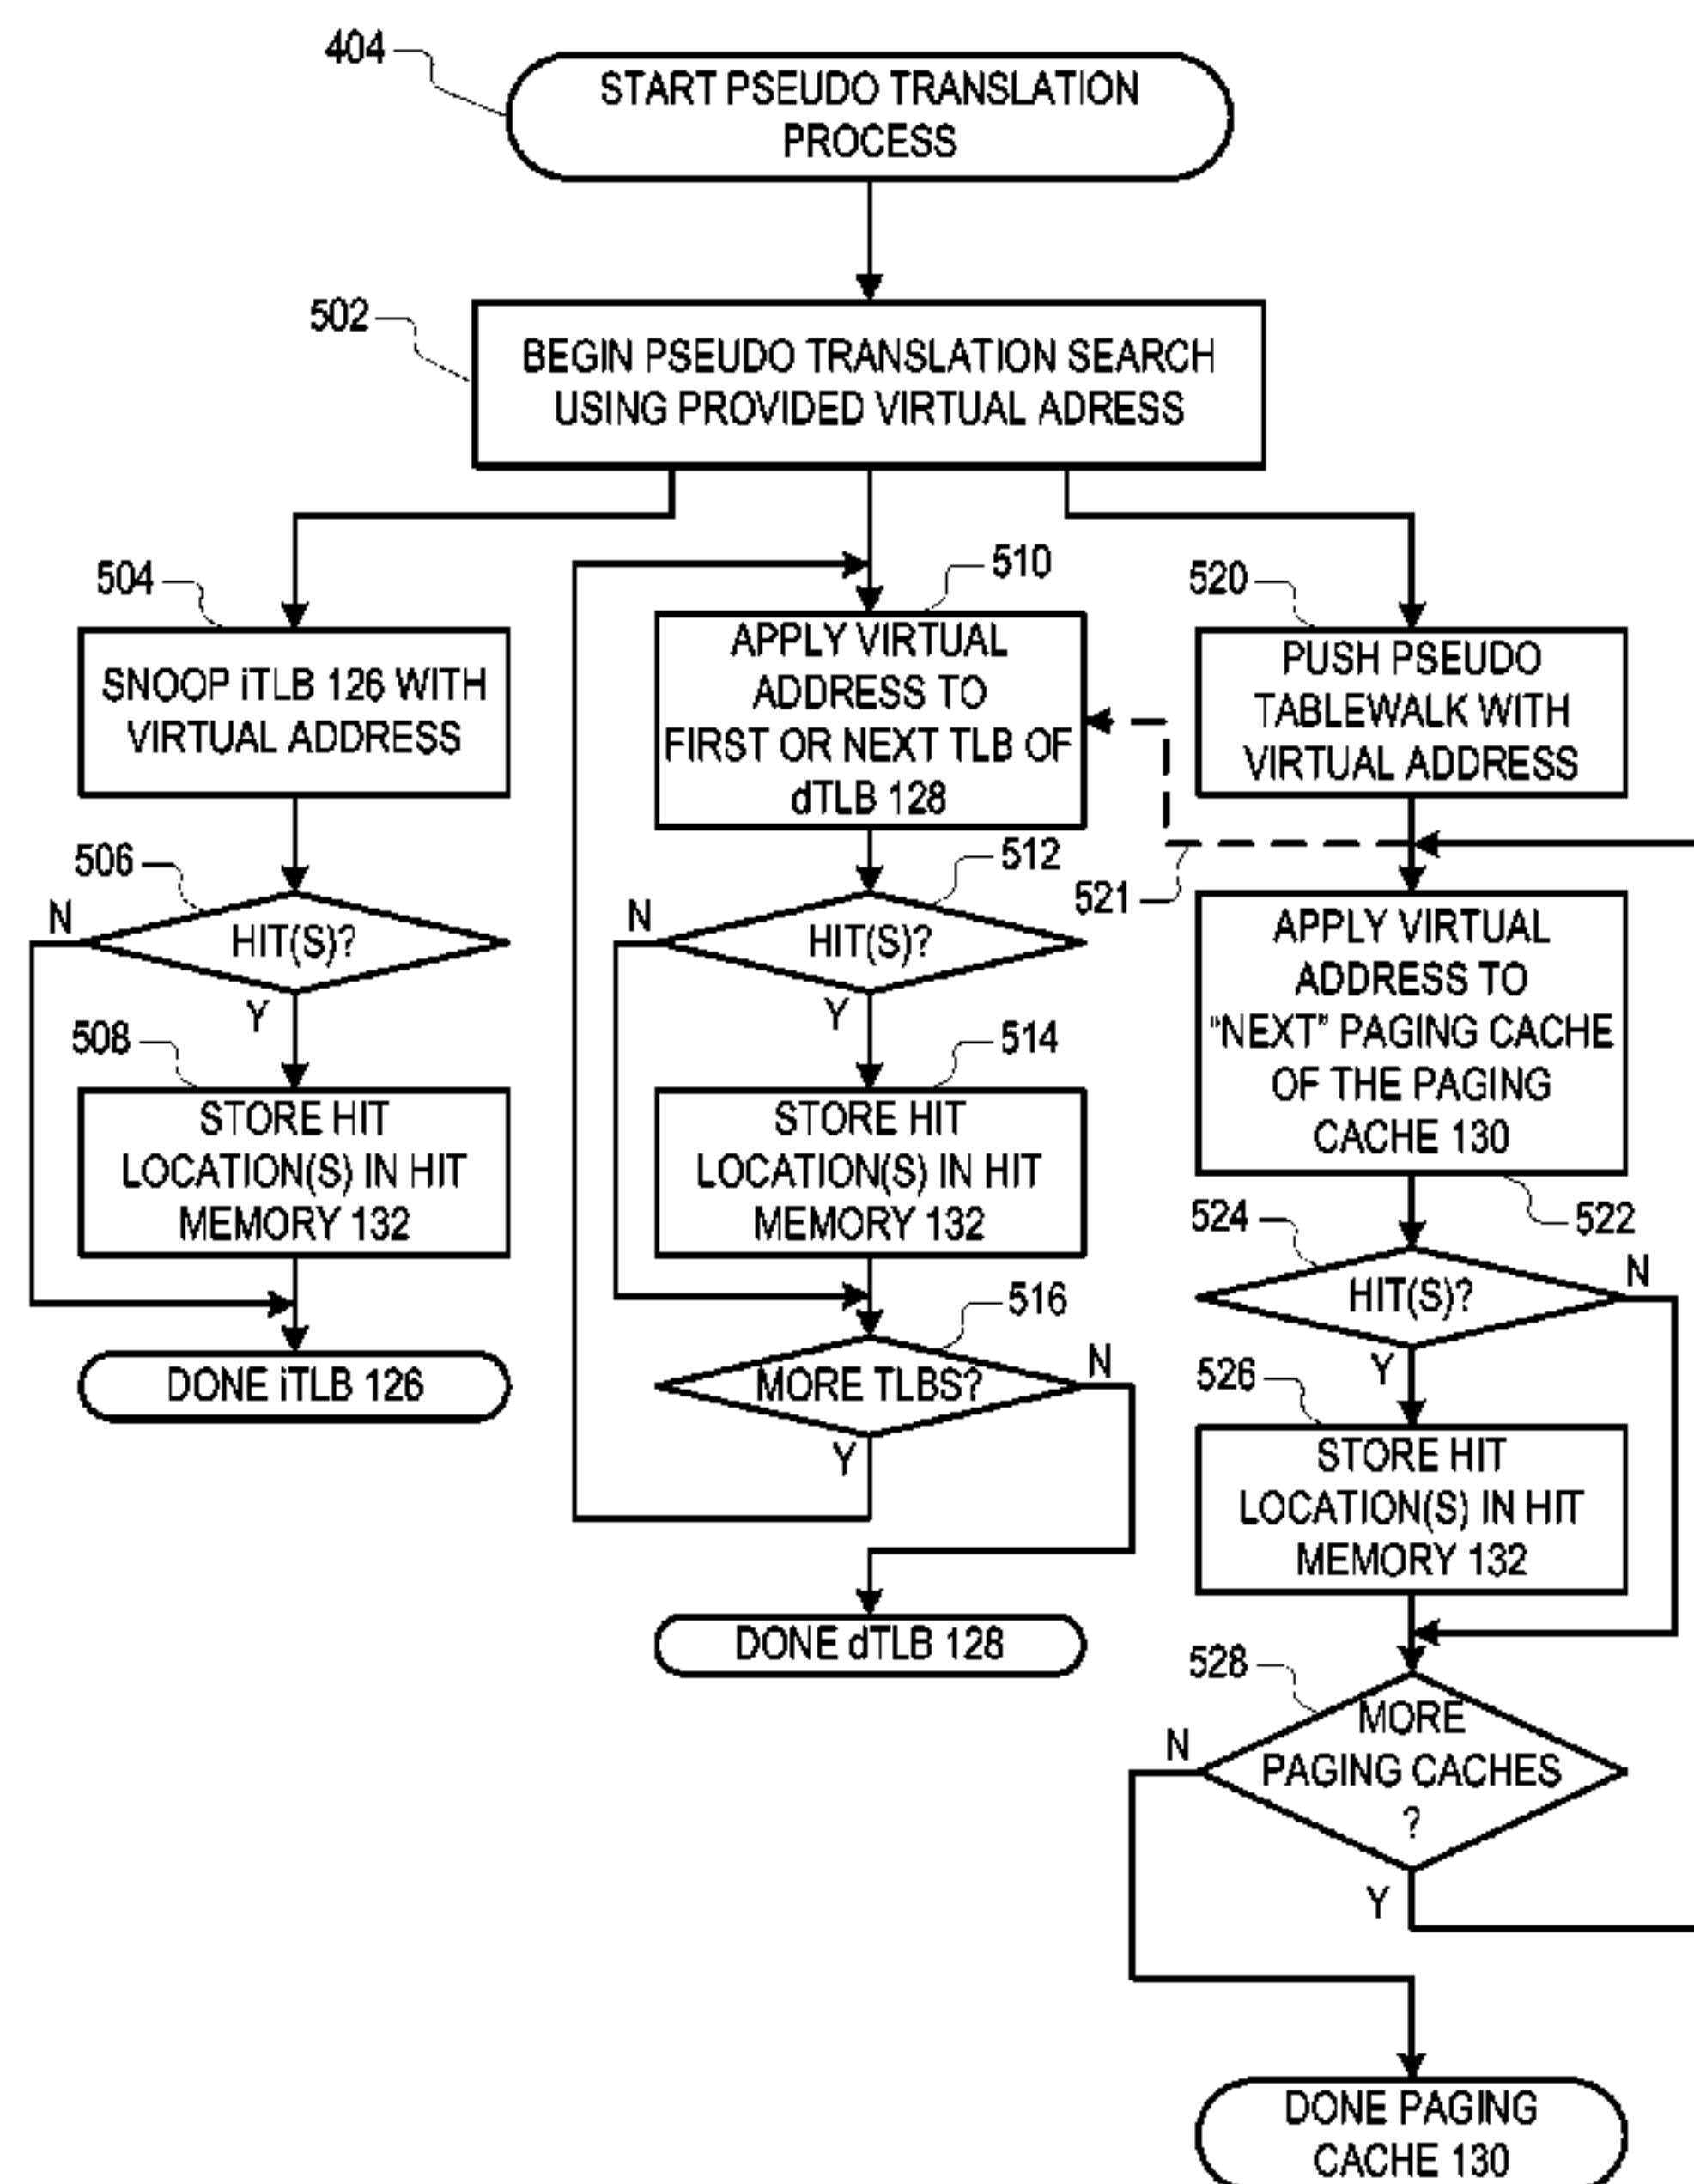 404
START PSEUDO TRANSLATION
PROCESS
502
BEGIN PSEUDO TRANSLATION SEARCH
USING PROVIDED VIRTUAL ADRESS
504
SNOOP iTLB 126 WITH
VIRTUAL ADDRESS
506
N
HIT(S)?
Y
508
STORE HIT
LOCATION(S) IN HIT
MEMORY 132
DONE iTLB 126
510
APPLY VIRTUAL
ADDRESS TO
FIRST OR NEXT TLB OF
dTLB 128
512
N
HIT(S)?
Y
514
STORE HIT
LOCATION(S) IN HIT
MEMORY 132
516
MORE TLBS?
N
Y
DONE dTLB 128
520
PUSH PSEUDO
TABLEWALK WITH
VIRTUAL ADDRESS
521
APPLY VIRTUAL
ADDRESS TO
"NEXT" PAGING CACHE
OF THE PAGING
CACHE 130
522
524
HIT(S)?
N
Y
526
STORE HIT
LOCATION(S) IN HIT
MEMORY 132
528
N
MORE
PAGING CACHES
?
Y
DONE PAGING
CACHE 130